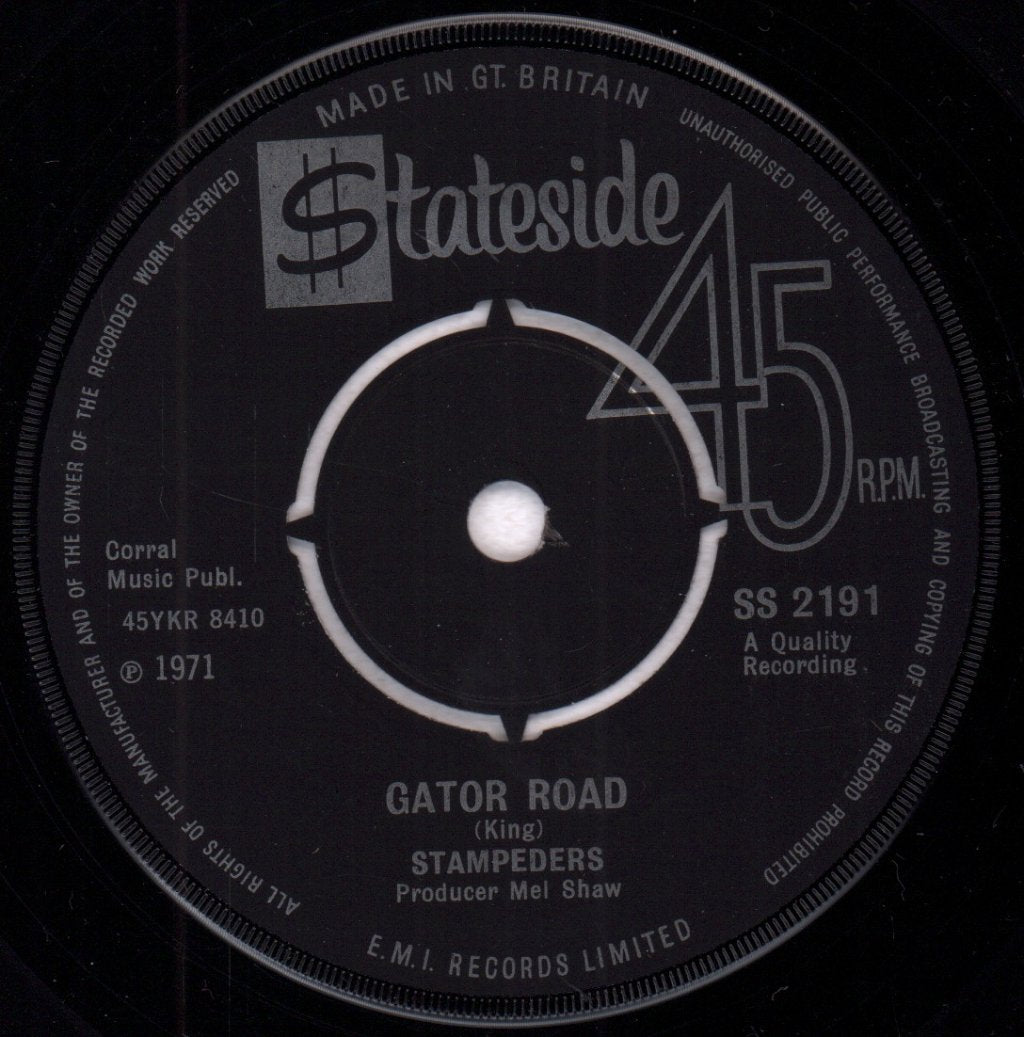 MADE IN GT. BRITAIN
UNAUTHORISED PUBLIC PERFORMANCE BROADCASTING AND COPYING OF THIS RECORD PROHIBITED
ALL RIGHTS OF THE MANUFACTURER AND OF THE OWNER OF THE RECORDED WORK RESERVED
$tateside
45
R.P.M.
Corral
Music Publ.
45YKR 8410
℗ 1971
SS 2191
A Quality
Recording
GATOR ROAD
(King)
STAMPEDERS
Producer Mel Shaw
E.M.I. RECORDS LIMITED